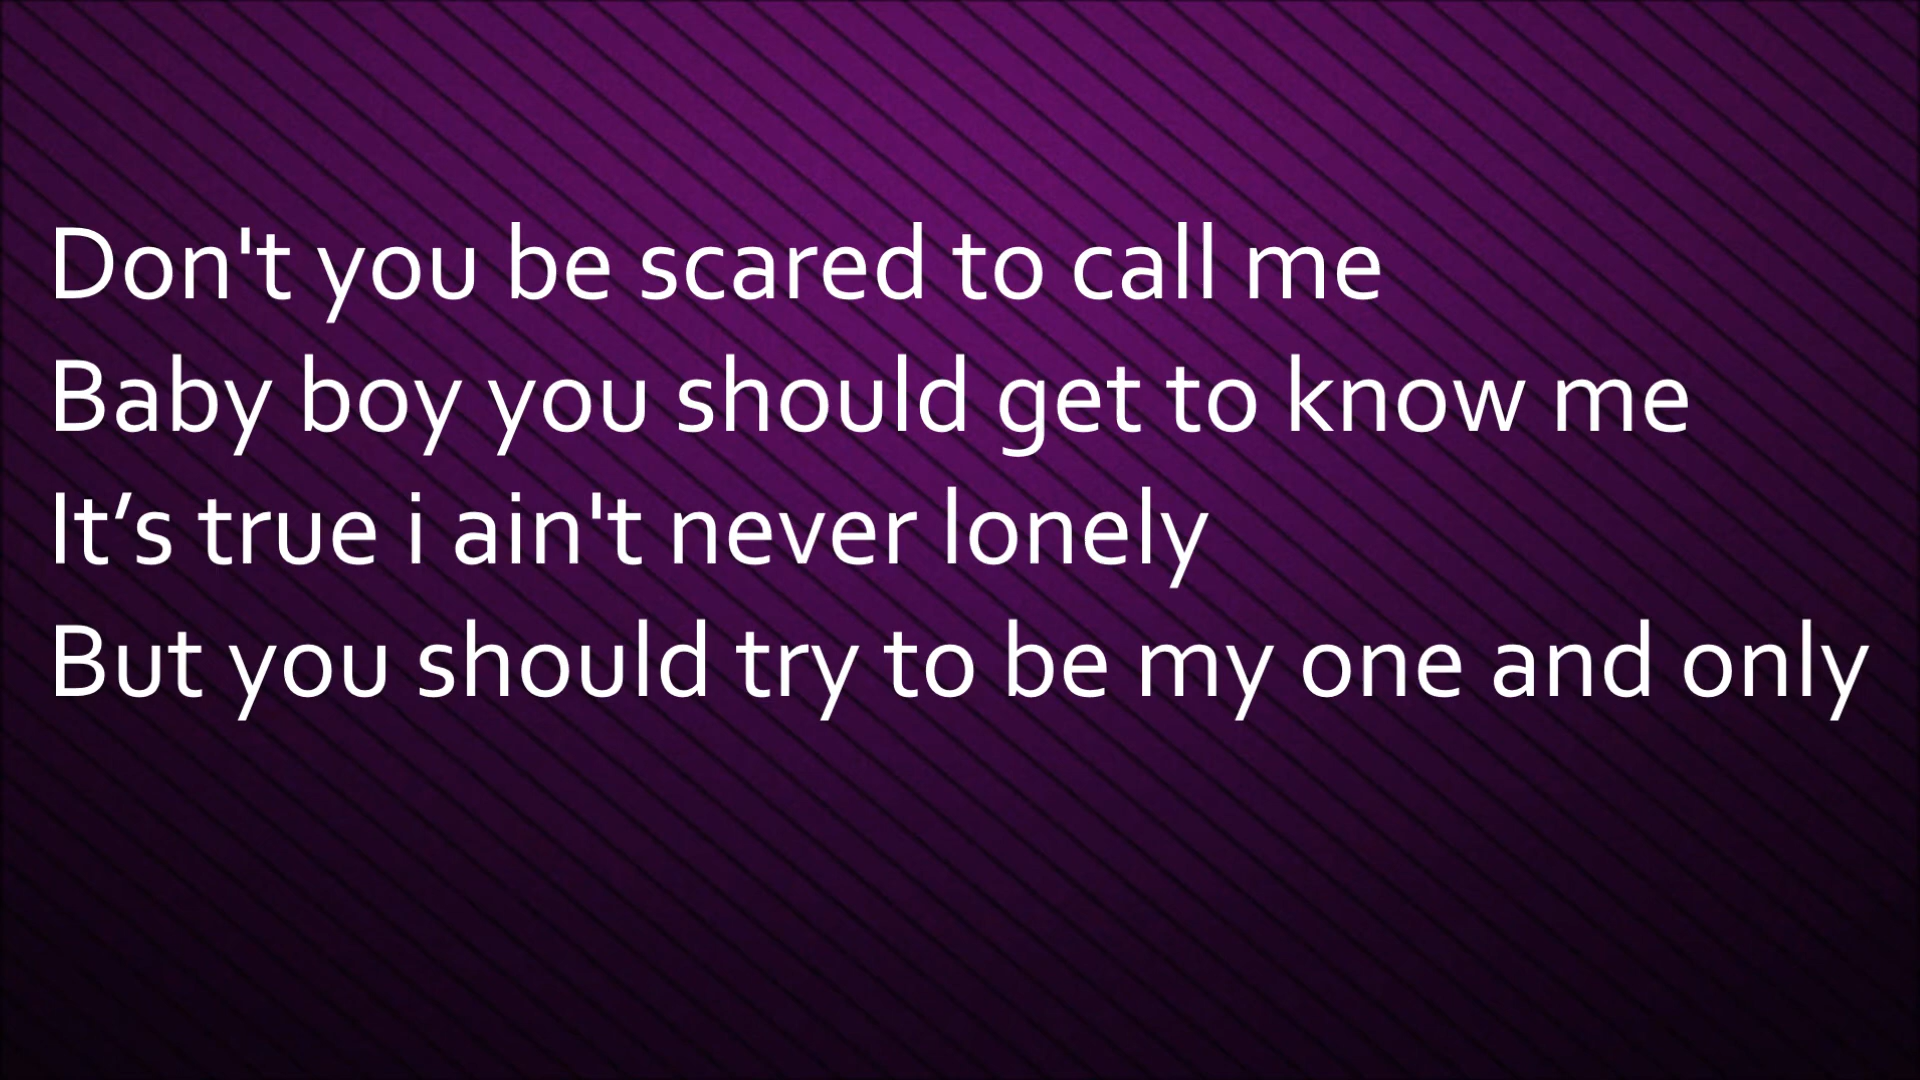 Don't you be scared to call me
Baby boy you should get to know me
It’s true i ain't never lonely
But you should try to be my one and only